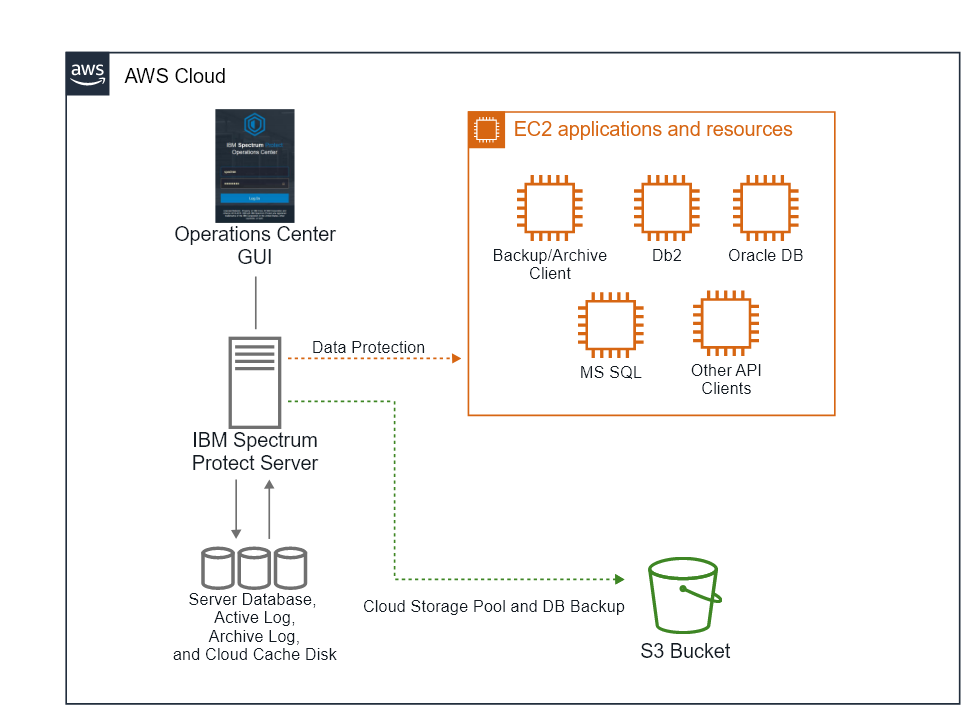 aws
AWS Cloud
IBM Spectrum Protect
Operations Center
Operations Center
GUI
EC2 applications and resources
Backup/Archive
Client
Db2
Oracle DB
MS SQL
Other API
Clients
Data Protection
IBM Spectrum
Protect Server
Server Database,
Active Log,
Archive Log,
and Cloud Cache Disk
Cloud Storage Pool and DB Backup
S3 Bucket